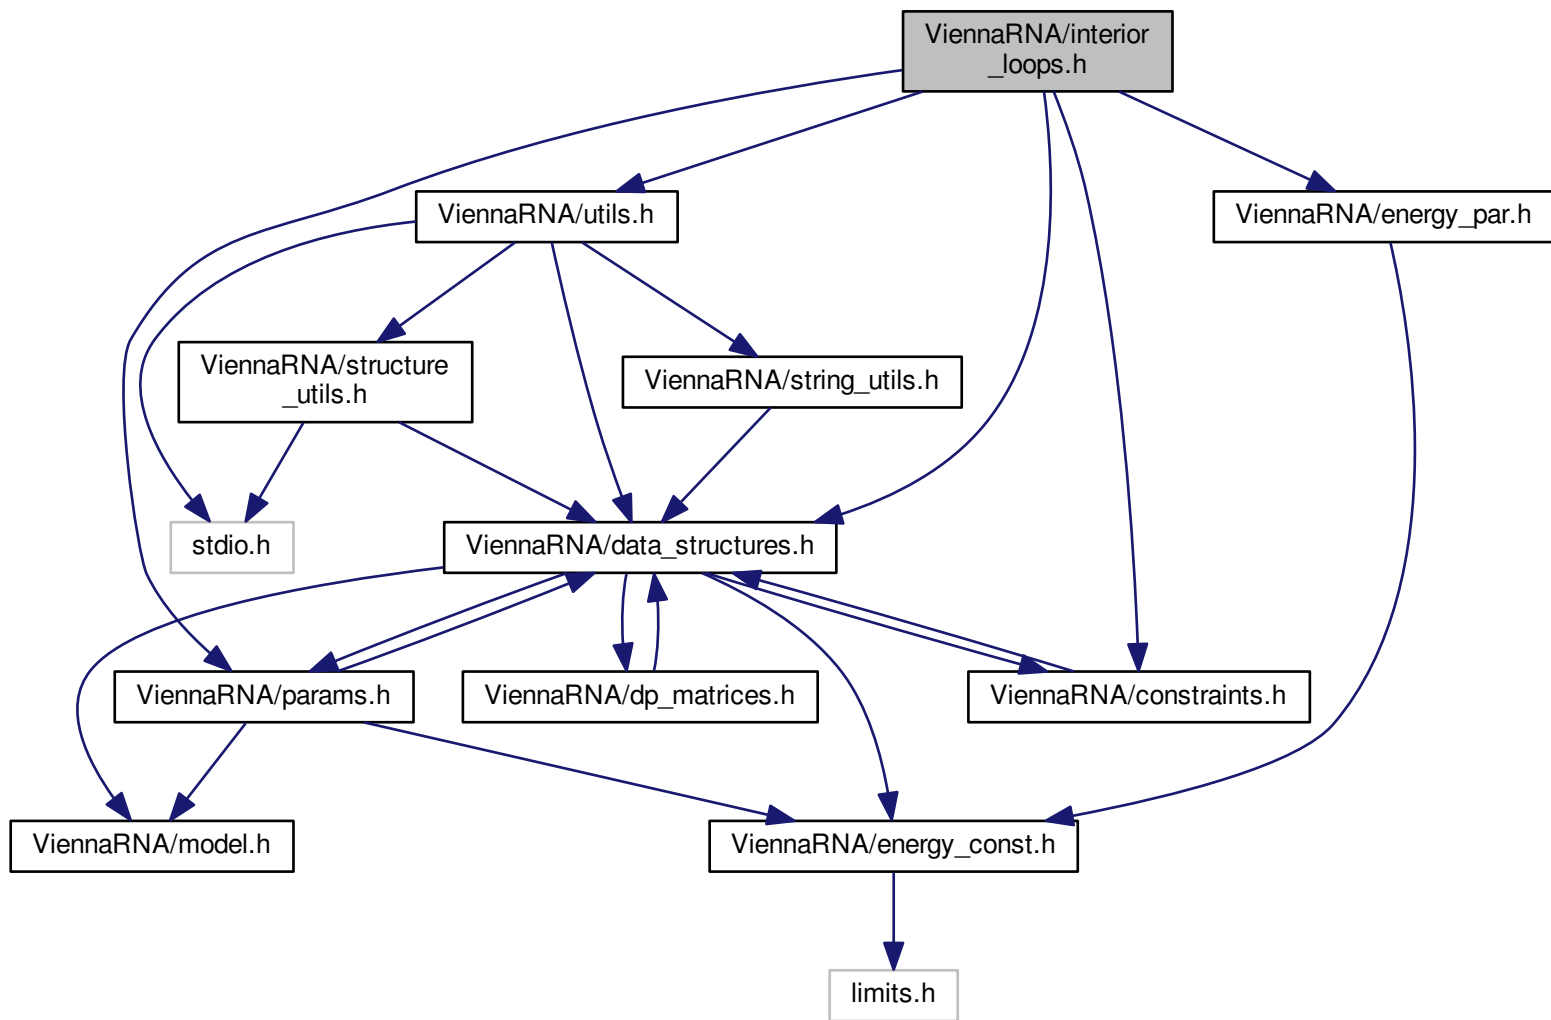 ViennaRNA/interior
_loops.h
ViennaRNA/utils.h
ViennaRNA/energy_par.h
ViennaRNA/structure
_utils.h
ViennaRNA/string_utils.h
stdio.h
ViennaRNA/data_structures.h
ViennaRNA/params.h
ViennaRNA/dp_matrices.h
ViennaRNA/constraints.h
ViennaRNA/model.h
ViennaRNA/energy_const.h
limits.h